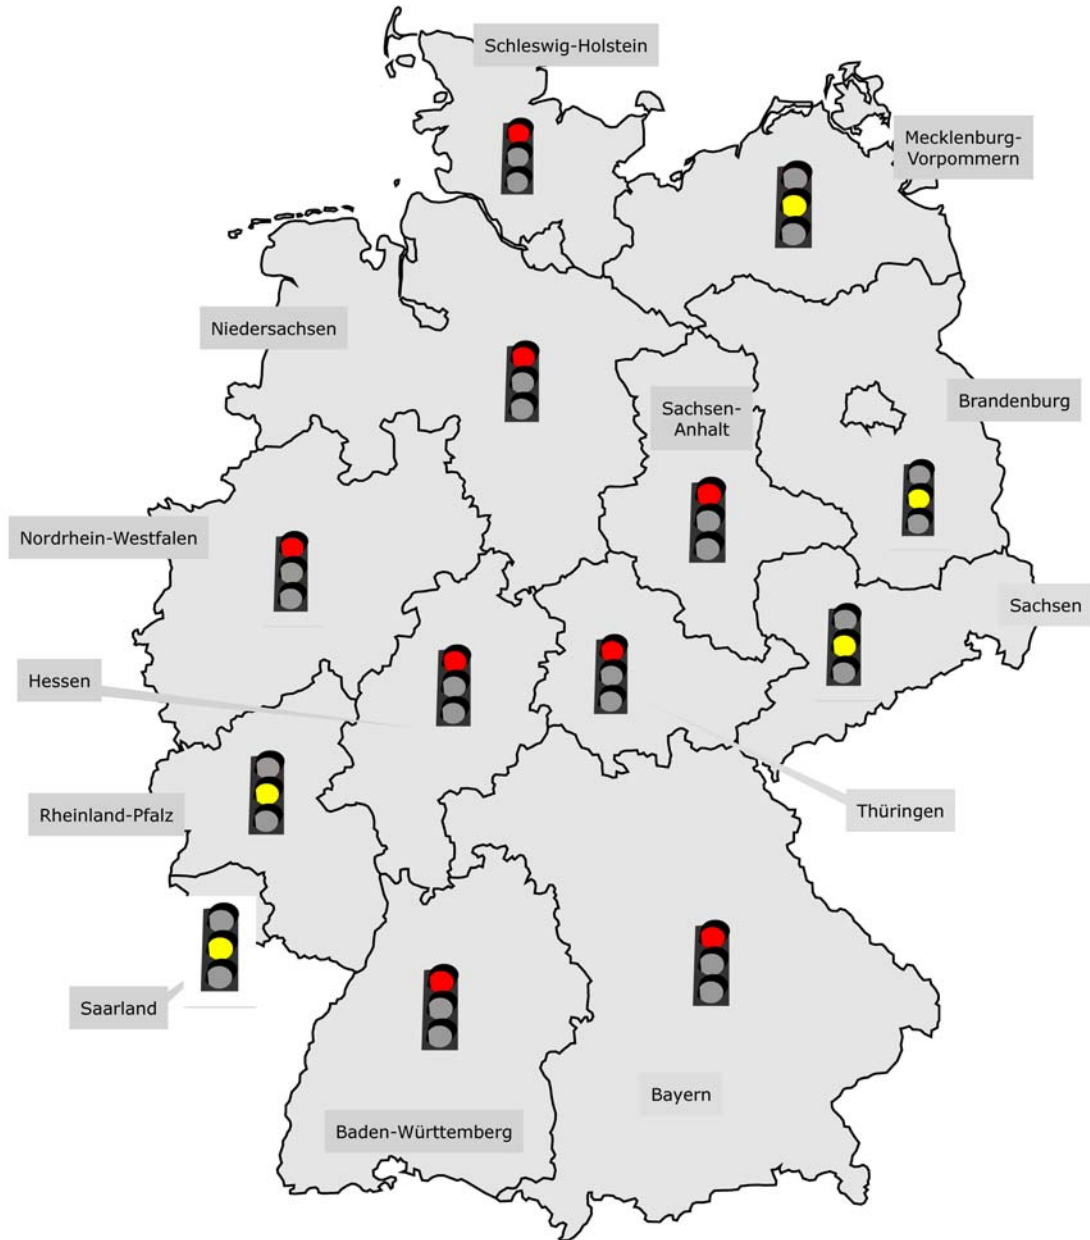 Schleswig-Holstein
Mecklenburg-
Vorpommern
Niedersachsen
Brandenburg
Sachsen-
Anhalt
Nordrhein-Westfalen
Sachsen
Hessen
Rheinland-Pfalz
Thüringen
Saarland
Bayern
Baden-Württemberg